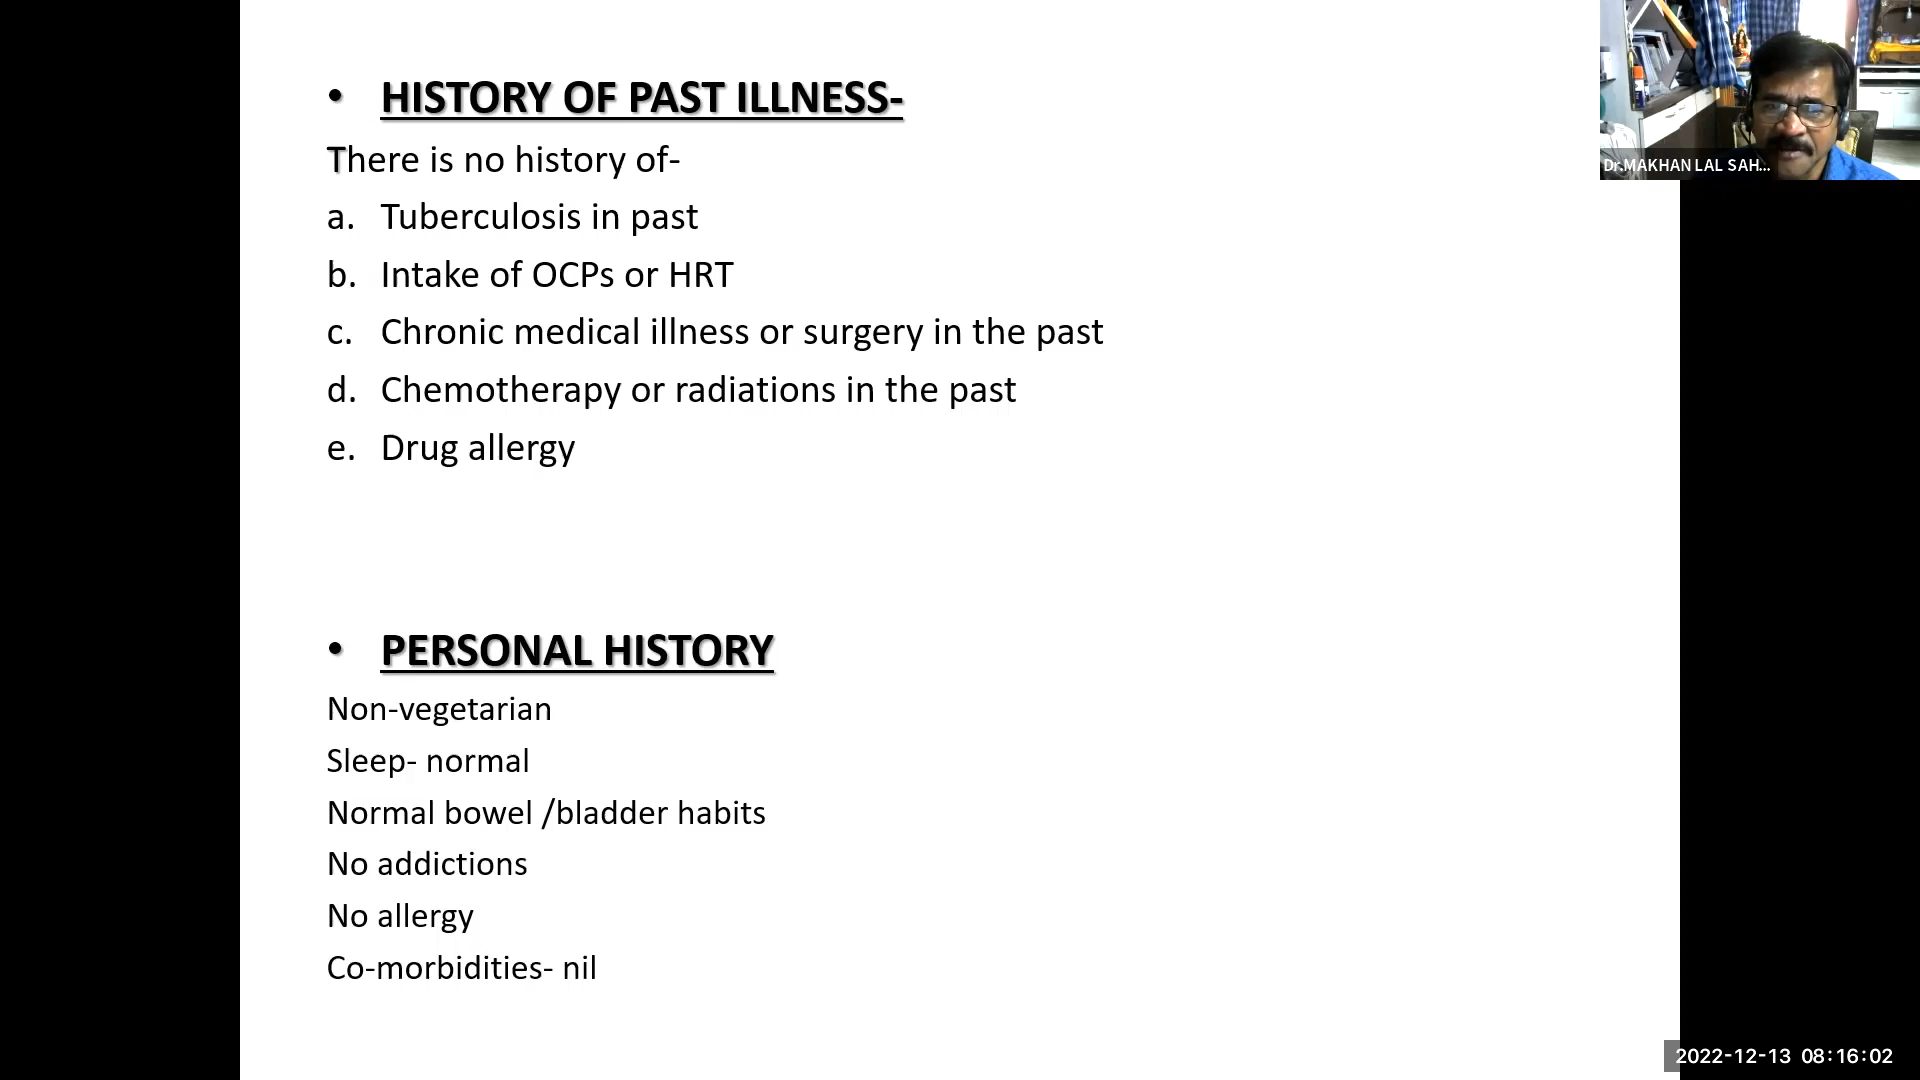 • HISTORY OF PAST ILLNESS-
There is no history of-
a. Tuberculosis in past
b. Intake of OCPs or HRT
c. Chronic medical illness or surgery in the past
d. Chemotherapy or radiations in the past
e. Drug allergy
• PERSONAL HISTORY
Non-vegetarian
Sleep- normal
Normal bowel /bladder habits
No addictions
No allergy
Co-morbidities- nil
Dr.MAKHAN LAL SAH...
2022-12-13 08:16:02